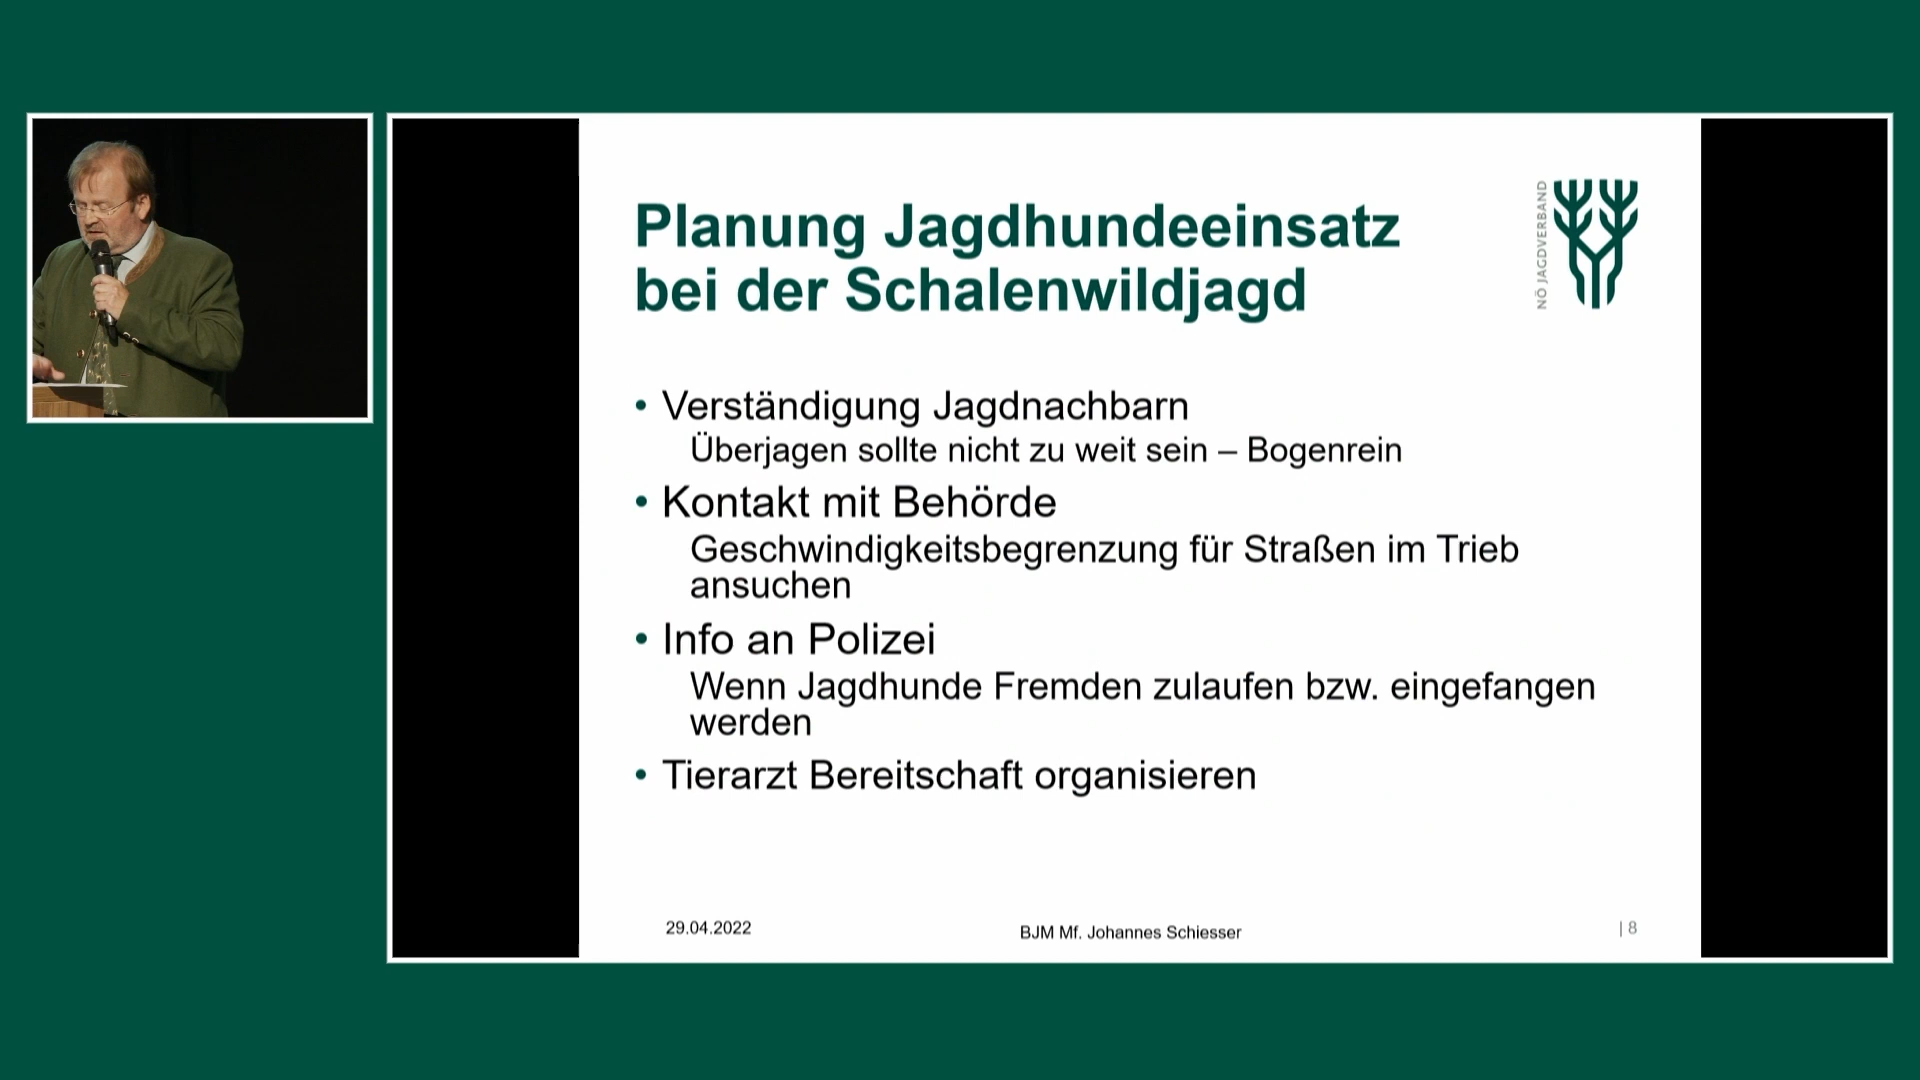 Planung Jagdhundeeinsatz
bei der Schalenwildjagd
NÖ JAGDVERBAND
• Verständigung Jagdnachbarn
Überjagen sollte nicht zu weit sein – Bogenrein
• Kontakt mit Behörde
Geschwindigkeitsbegrenzung für Straßen im Trieb
ansuchen
• Info an Polizei
Wenn Jagdhunde Fremden zulaufen bzw. eingefangen
werden
• Tierarzt Bereitschaft organisieren
29.04.2022
BJM Mf. Johannes Schiesser
| 8